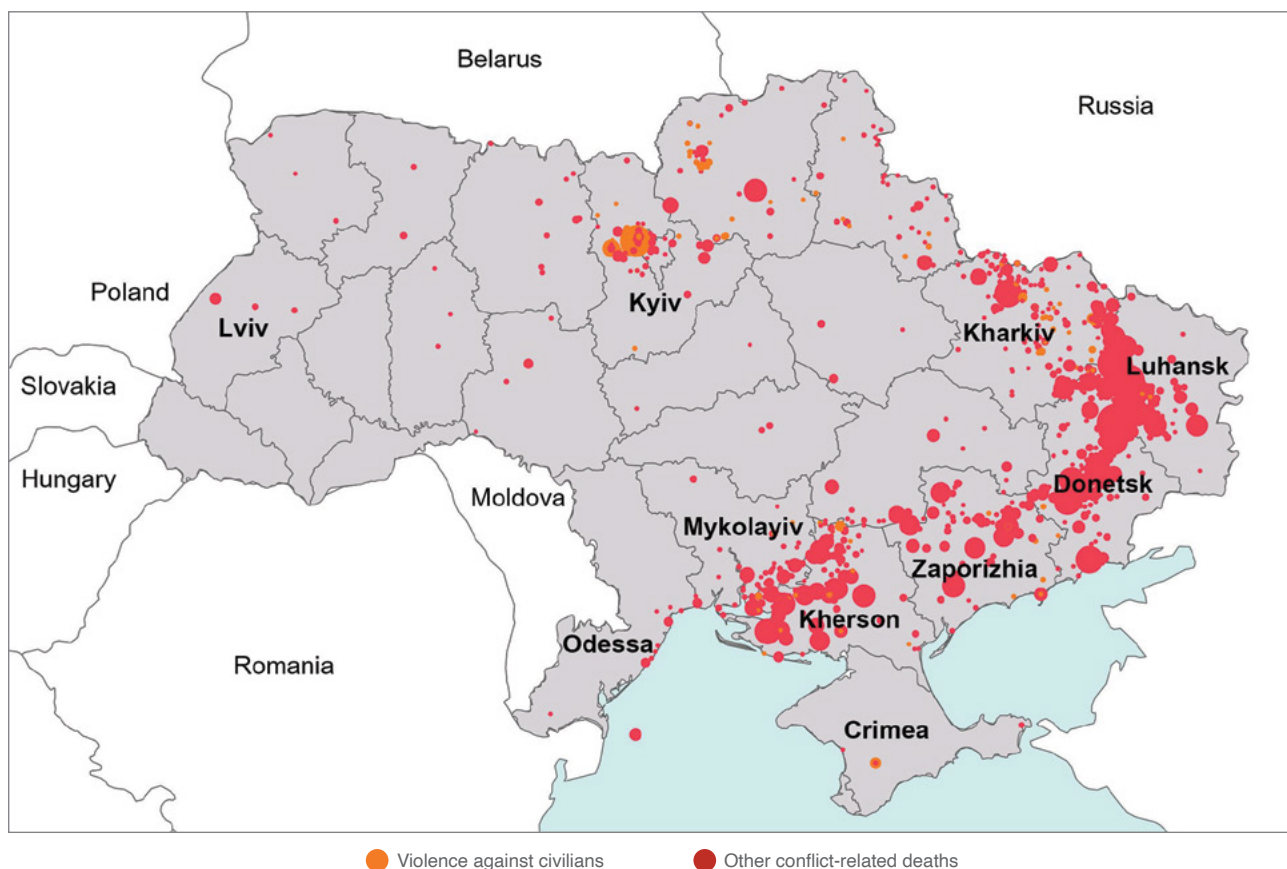 Belarus
Russia
Poland
Lviv
Kyiv
Kharkiv
Luhansk
Slovakia
Hungary
Moldova
Donetsk
Mykolayiv
Zaporizhia
Kherson
Odessa
Romania
Crimea
Violence against civilians
Other conflict-related deaths